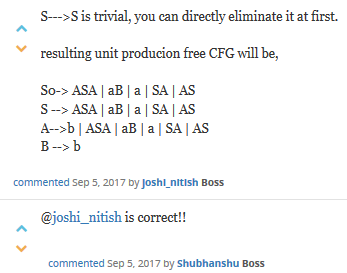 S--->S is trivial, you can directly eliminate it at first.
resulting unit producion free CFG will be,
So-> ASA | aB | a | SA | AS
S --> ASA | aB | a | SA | AS
A-->b | ASA | aB | a | SA | AS
B --> b
commented Sep 5, 2017 by joshi_nitish Boss
@joshi_nitish is correct!!
commented Sep 5, 2017 by Shubhanshu Boss